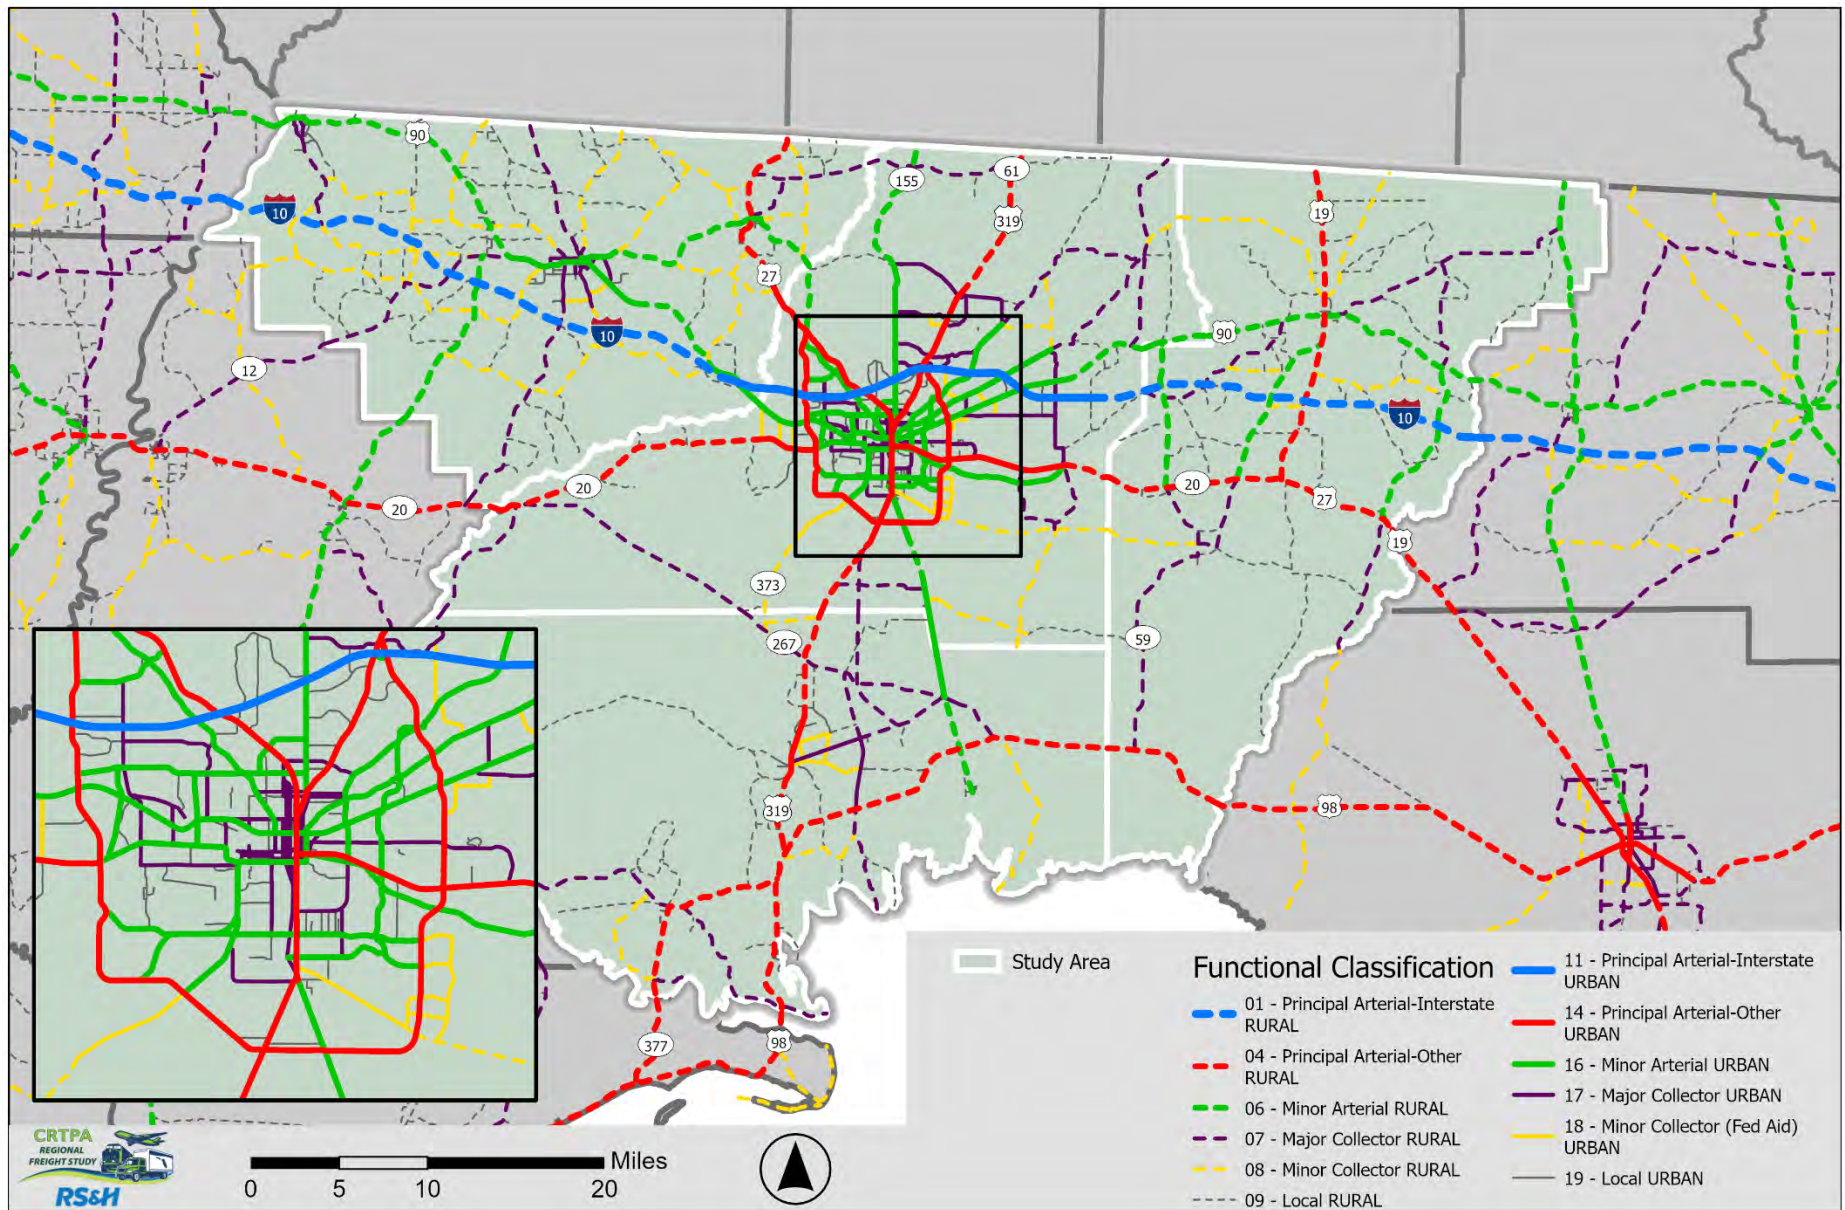 90
155
61
10
319
19
27
10
90
12
10
20
20
20
27
19
373
267
59
319
98
377
98
Study Area
Functional Classification
01 - Principal Arterial-Interstate
RURAL
04 - Principal Arterial-Other
RURAL
06 - Minor Arterial RURAL
07 - Major Collector RURAL
08 - Minor Collector RURAL
09 - Local RURAL
11 - Principal Arterial-Interstate
URBAN
14 - Principal Arterial-Other
URBAN
16 - Minor Arterial URBAN
17 - Major Collector URBAN
18 - Minor Collector (Fed Aid)
URBAN
19 - Local URBAN
CRTPA
REGIONAL
FREIGHT STUDY
RS&H
Miles
0 5 10 20